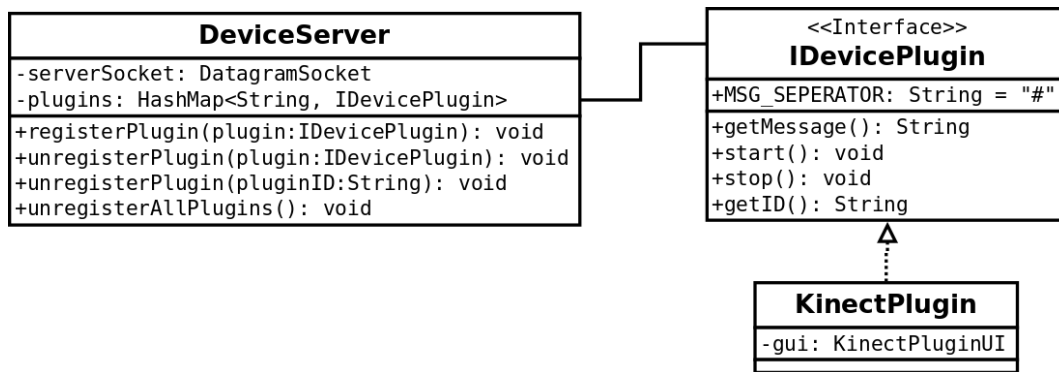 DeviceServer
-serverSocket: DatagramSocket
-plugins: HashMap<String, IDevicePlugin>
+registerPlugin(plugin:IDevicePlugin): void
+unregisterPlugin(plugin:IDevicePlugin): void
+unregisterPlugin(pluginID:String): void
+unregisterAllPlugins(): void
<<Interface>>
IDevicePlugin
+MSG_SEPERATOR: String = "#"
+getMessage(): String
+start(): void
+stop(): void
+getID(): String
KinectPlugin
-gui: KinectPluginUI